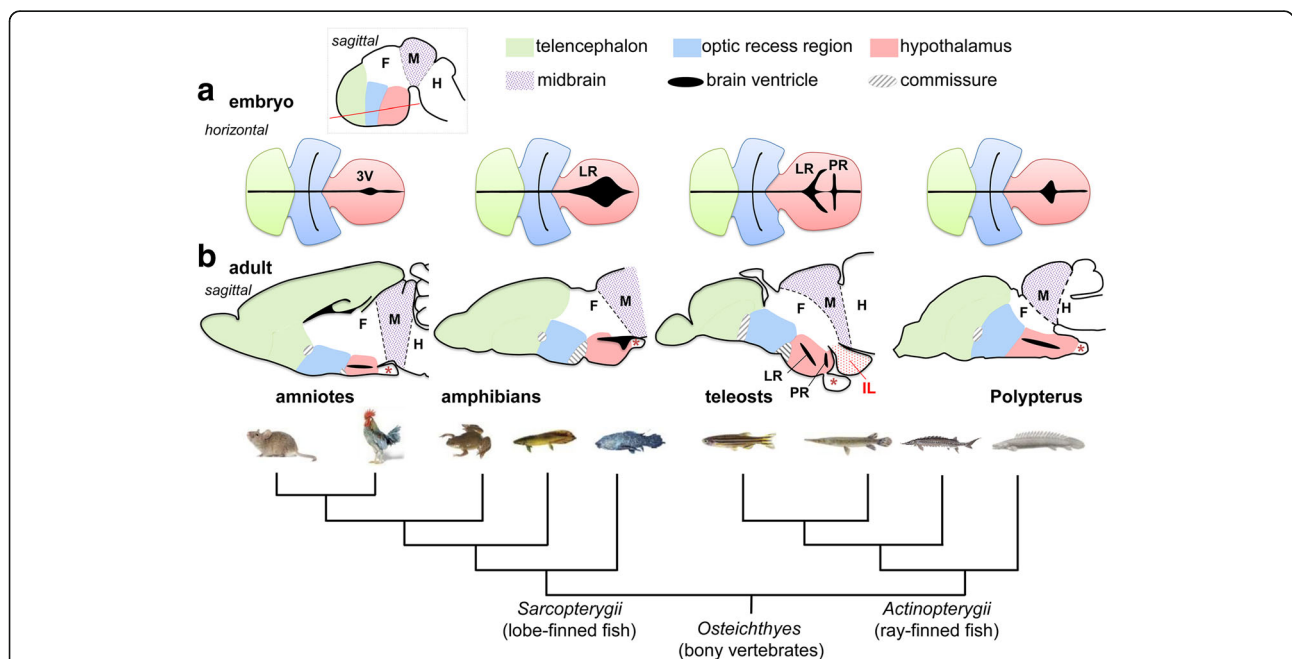 sagittal
F
M
H
telencephalon
optic recess region
hypothalamus
midbrain
brain ventricle
commissure
a
embryo
horizontal
3V
LR
LR
PR
b
adult
sagittal
F
M
H
*
M
*
F
M
H
LR
PR
*
IL
F
M
H
*
amniotes
amphibians
teleosts
Polypterus
Sarcopterygii
(lobe-finned fish)
Osteichthyes
(bony vertebrates)
Actinopterygii
(ray-finned fish)